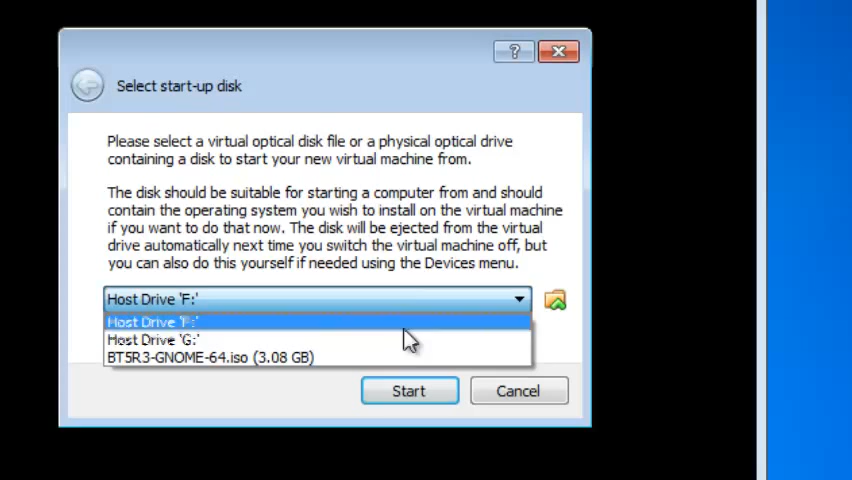 ?
Select start-up disk
Please select a virtual optical disk file or a physical optical drive
containing a disk to start your new virtual machine from.
The disk should be suitable for starting a computer from and should
contain the operating system you wish to install on the virtual machine
if you want to do that now. The disk will be ejected from the virtual
drive automatically next time you switch the virtual machine off, but
you can also do this yourself if needed using the Devices menu.
Host Drive 'F:'
Host Drive 'F:'
Host Drive 'G:'
BT5R3-GNOME-64.iso (3.08 GB)
Start Cancel